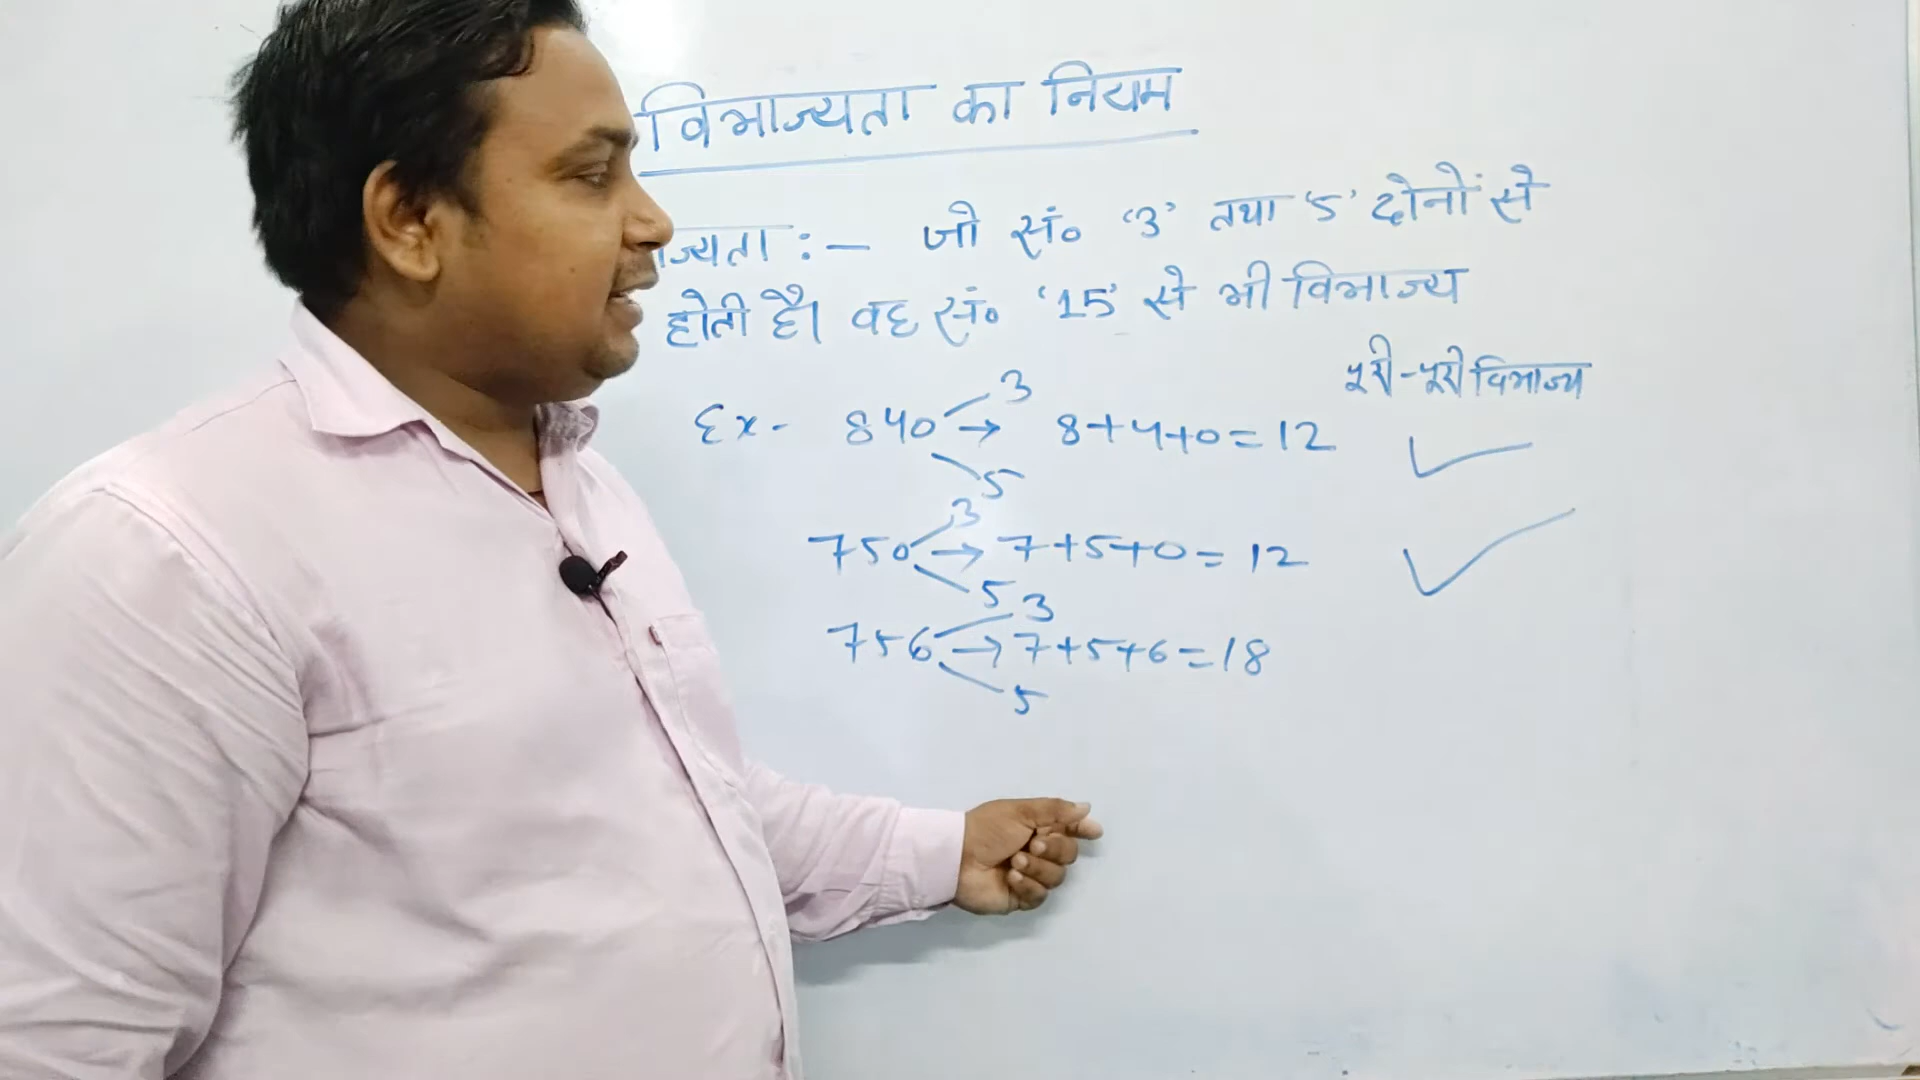 विभाज्यता का नियम
ज्यता :- जो सं० '3' तथा '5' दोनों से
होती है। वह सं० '15' से भी विभाज्य
पूरी-पूरी विभाज्य
3
Ex- 840 → 8+4+0=12
5
3
750 → 7+5+0=12
5
3
756 → 7+5+6=18
5